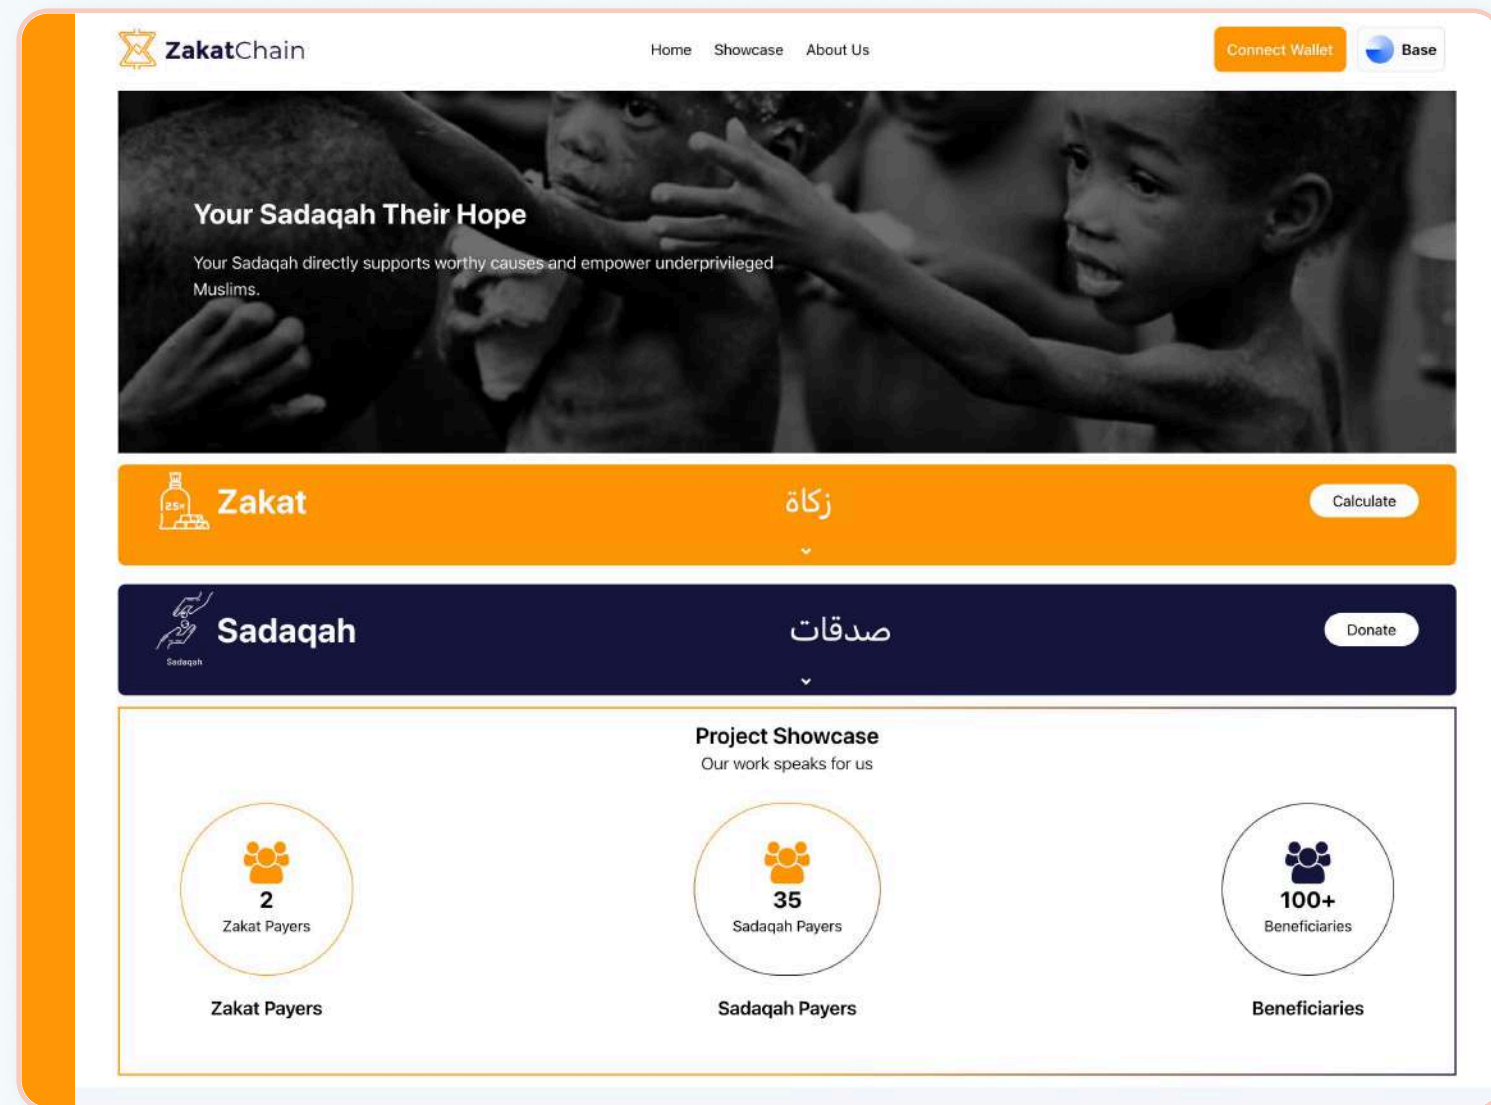 ZakatChain
Home Showcase About Us
Connect Wallet
Base
Your Sadaqah Their Hope
Your Sadaqah directly supports worthy causes and empower underprivileged
Muslims.
Zakat
زكاة
Calculate
Sadaqah
Sadaqah
صدقات
Donate
Project Showcase
Our work speaks for us
2
Zakat Payers
Zakat Payers
35
Sadaqah Payers
Sadaqah Payers
100+
Beneficiaries
Beneficiaries